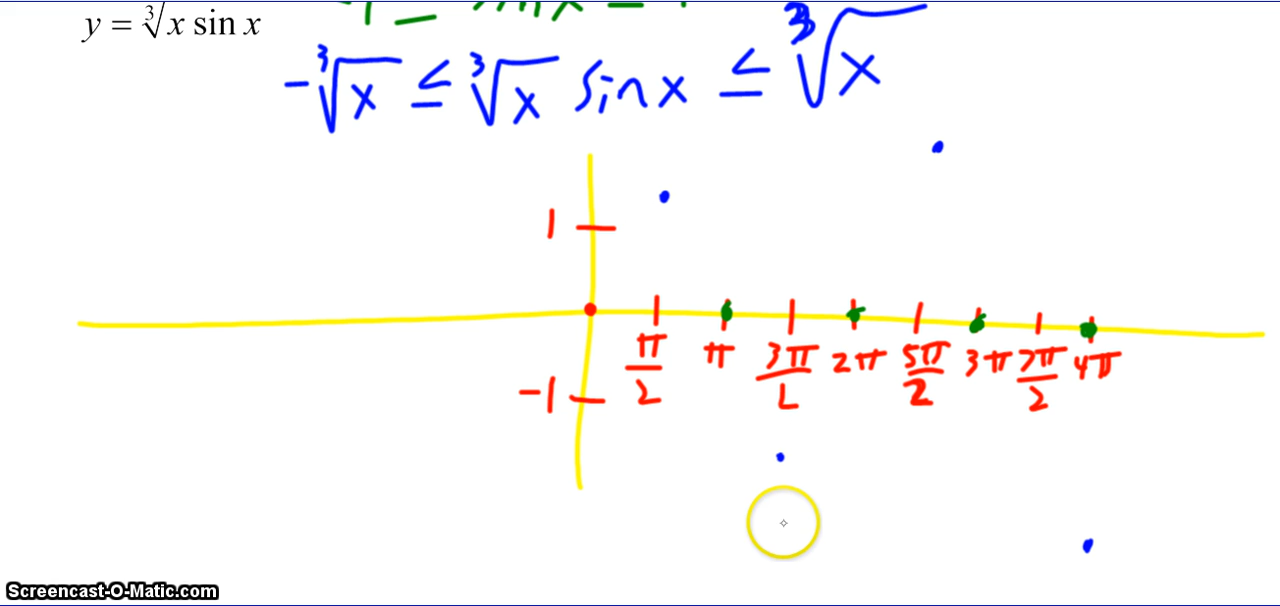 y = ∛x sin x
-∛x ≤ ∛x sin x ≤ ∛x
1
π/2 π 3π/2 2π 5π/2 3π 7π/2 4π
-1
Screencast-O-Matic.com